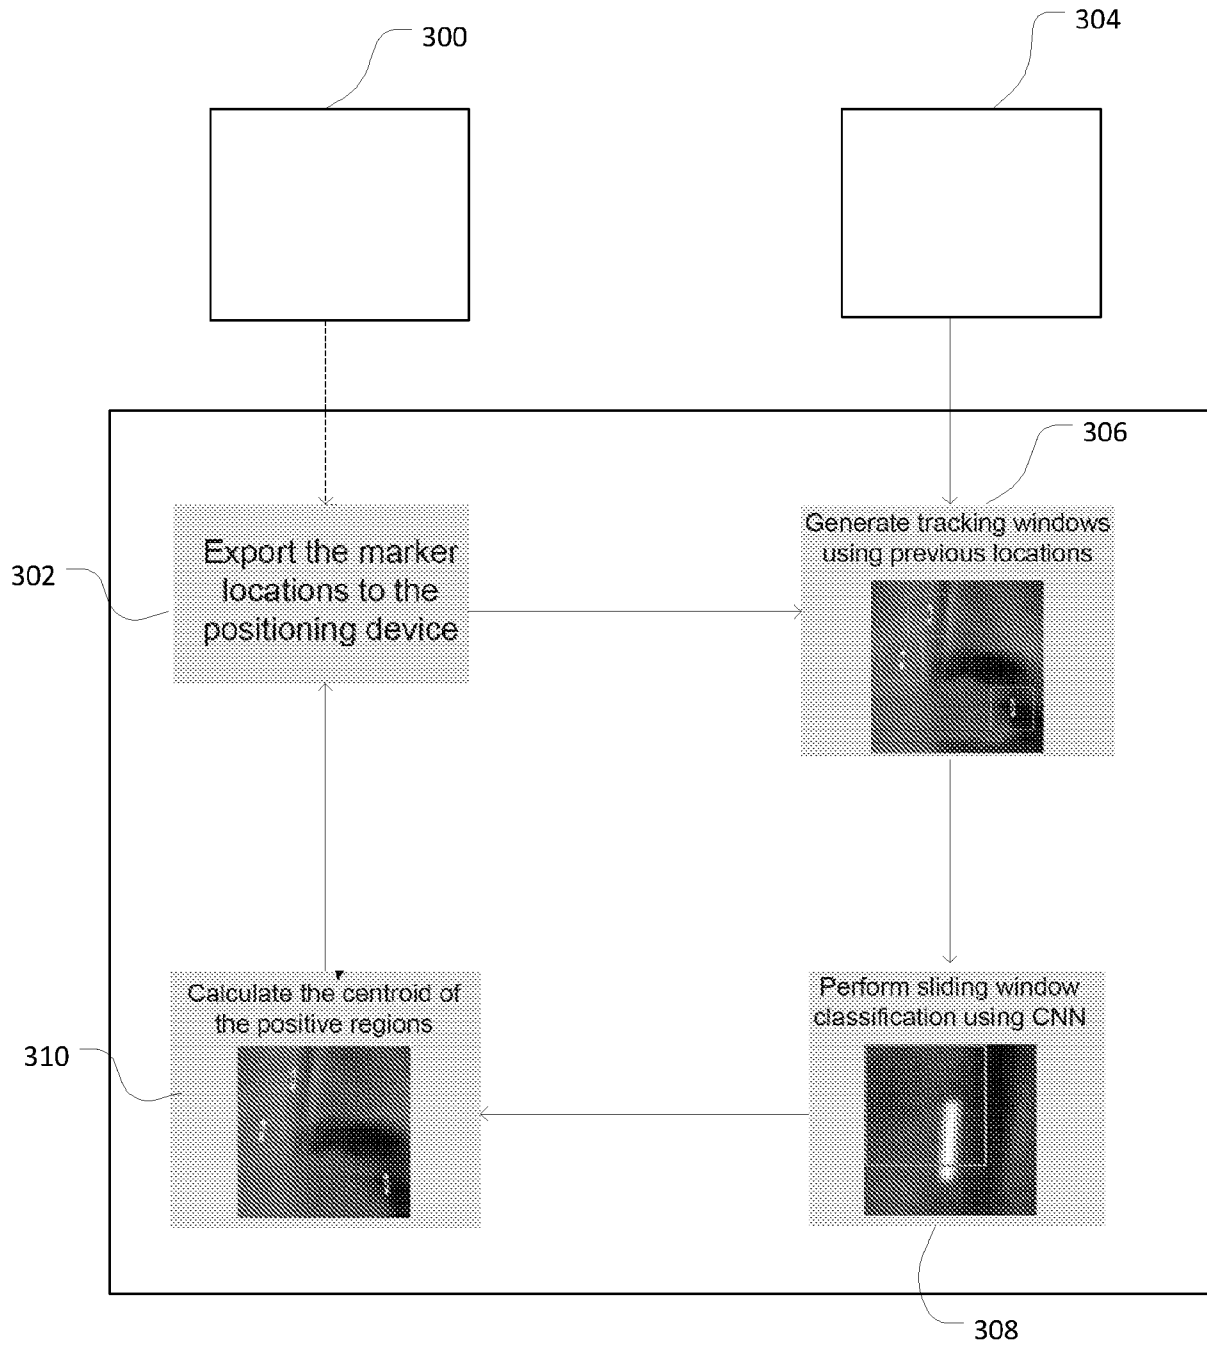 300
304
306
Generate tracking windows
using previous locations
302
Export the marker
locations to the
positioning device
Calculate the centroid of
the positive regions
310
Perform sliding window
classification using CNN
308